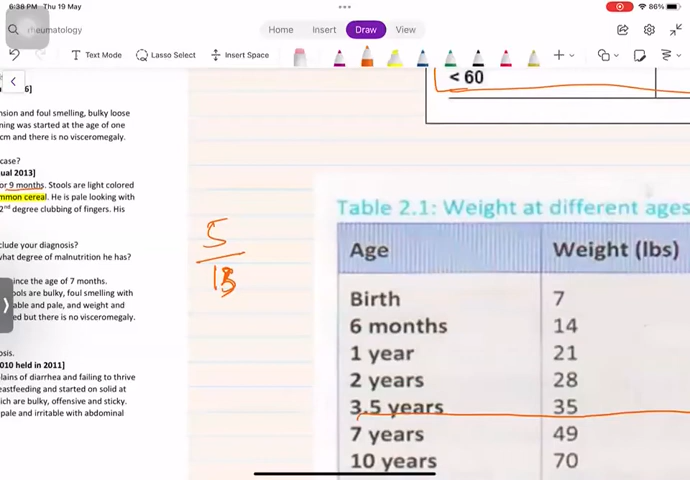 6:38 PM Thu 19 May
86%
rheumatology
Home Insert Draw View
Text Mode Lasso Select Insert Space
6]
nsion and foul smelling, bulky loose
ning was started at the age of one
cm and there is no visceromegaly.
case?
ual 2013]
or 9 months. Stools are light colored
mmon cereal. He is pale looking with
2nd degree clubbing of fingers. His
clude your diagnosis?
what degree of malnutrition he has?
ince the age of 7 months.
ools are bulky, foul smelling with
able and pale, and weight and
ed but there is no visceromegaly.
osis.
010 held in 2011]
lains of diarrhea and failing to thrive
eastfeeding and started on solid at
ich are bulky, offensive and sticky.
pale and irritable with abdominal
5
< 60
Table 2.1: Weight at different ages
Age Weight (lbs)
Birth 7
6 months 14
1 year 21
2 years 28
3.5 years 35
7 years 49
10 years 70